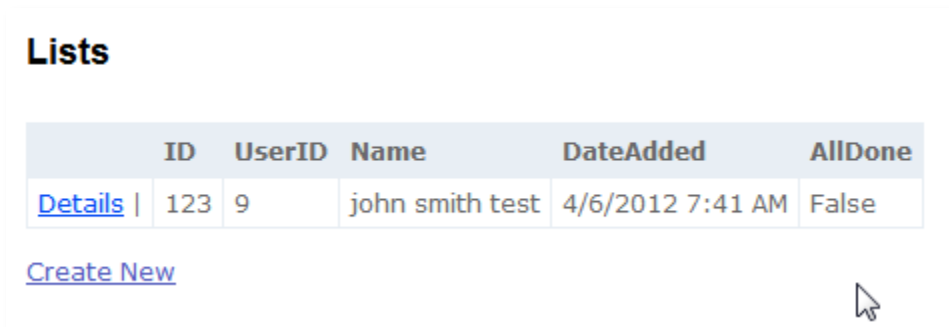 Lists
ID UserID Name DateAdded AllDone
Details | 123 9 john smith test 4/6/2012 7:41 AM False
Create New